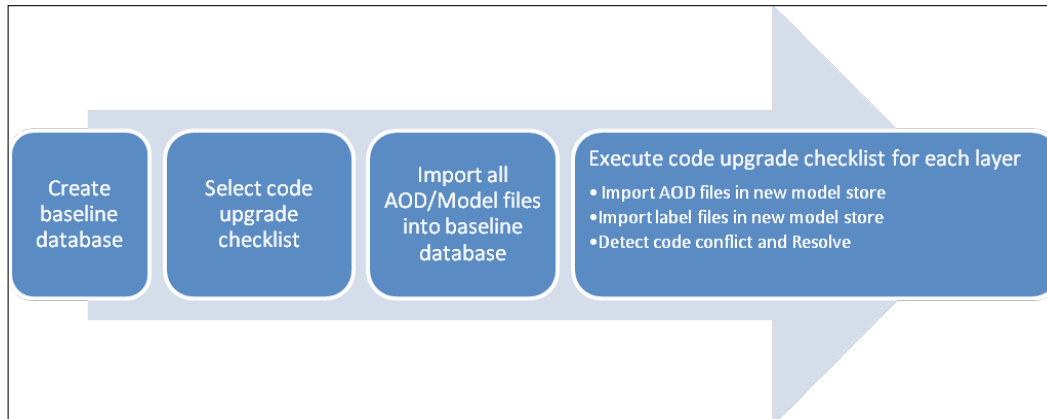 Create
baseline
database
Select code
upgrade
checklist
Import all
AOD/Model files
into baseline
database
Execute code upgrade checklist for each layer
• Import AOD files in new model store
• Import label files in new model store
• Detect code conflict and Resolve